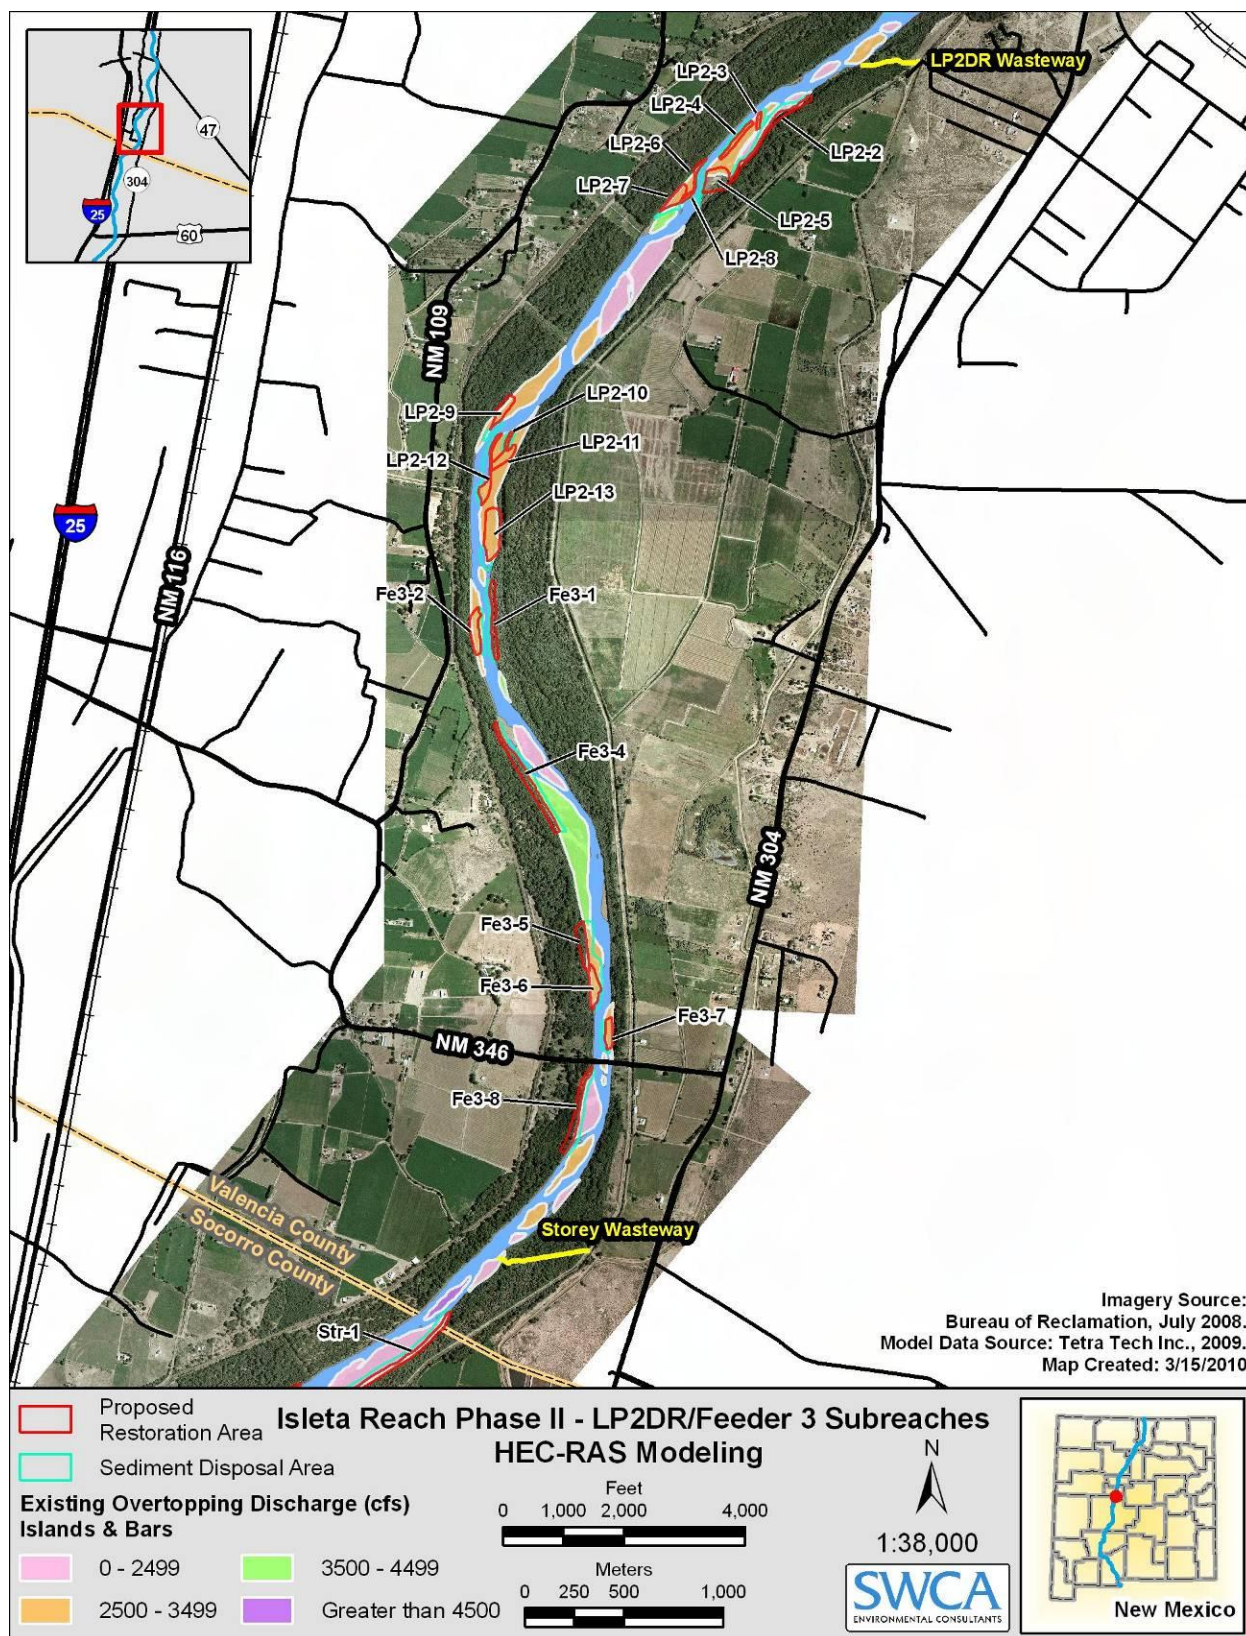 LP2DR Wasteway
LP2-3
LP2-4
LP2-6
LP2-2
LP2-7
LP2-5
LP2-8
47
304
25
60
NM 109
LP2-10
LP2-9
LP2-11
LP2-12
LP2-13
25
NM 116
Fe3-2
Fe3-1
Fe3-4
NM 304
Fe3-5
Fe3-6
Fe3-7
NM 346
Fe3-8
Valencia County
Socorro County
Storey Wasteway
Str-1
Imagery Source:
Bureau of Reclamation, July 2008.
Model Data Source: Tetra Tech Inc., 2009.
Map Created: 3/15/2010
Proposed
Restoration Area
Sediment Disposal Area
Existing Overtopping Discharge (cfs)
Islands & Bars
0 - 2499
3500 - 4499
2500 - 3499
Greater than 4500
Isleta Reach Phase II - LP2DR/Feeder 3 Subreaches
HEC-RAS Modeling
Feet
0 1,000 2,000 4,000
Meters
0 250 500 1,000
N
1:38,000
SWCA
ENVIRONMENTAL CONSULTANTS
New Mexico